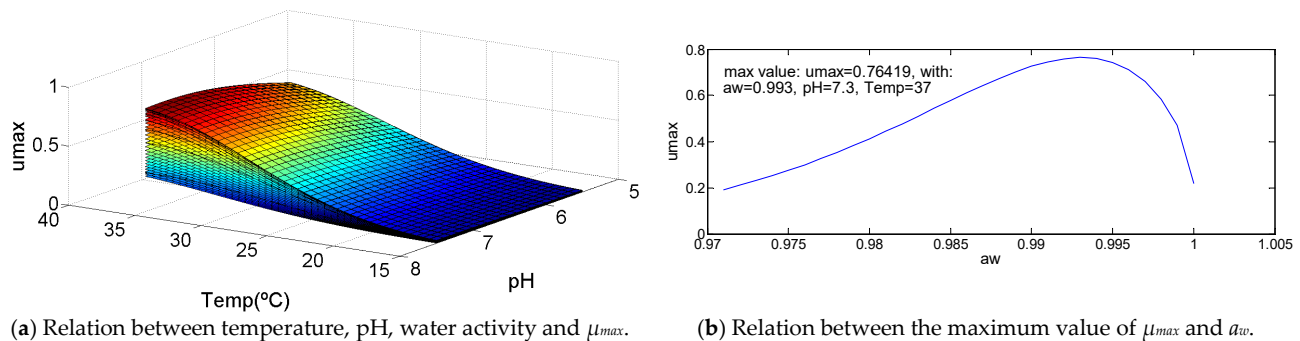 1
0.5
0
umax
40
35
30
25
20
15
Temp(ºC)
8
7
6
5
pH
(a) Relation between temperature, pH, water activity and μmax.
0.8
0.6
0.4
0.2
0
umax
max value: umax=0.76419, with:
aw=0.993, pH=7.3, Temp=37
0.97 0.975 0.98 0.985 0.99 0.995 1 1.005
aw
(b) Relation between the maximum value of μmax and aw.